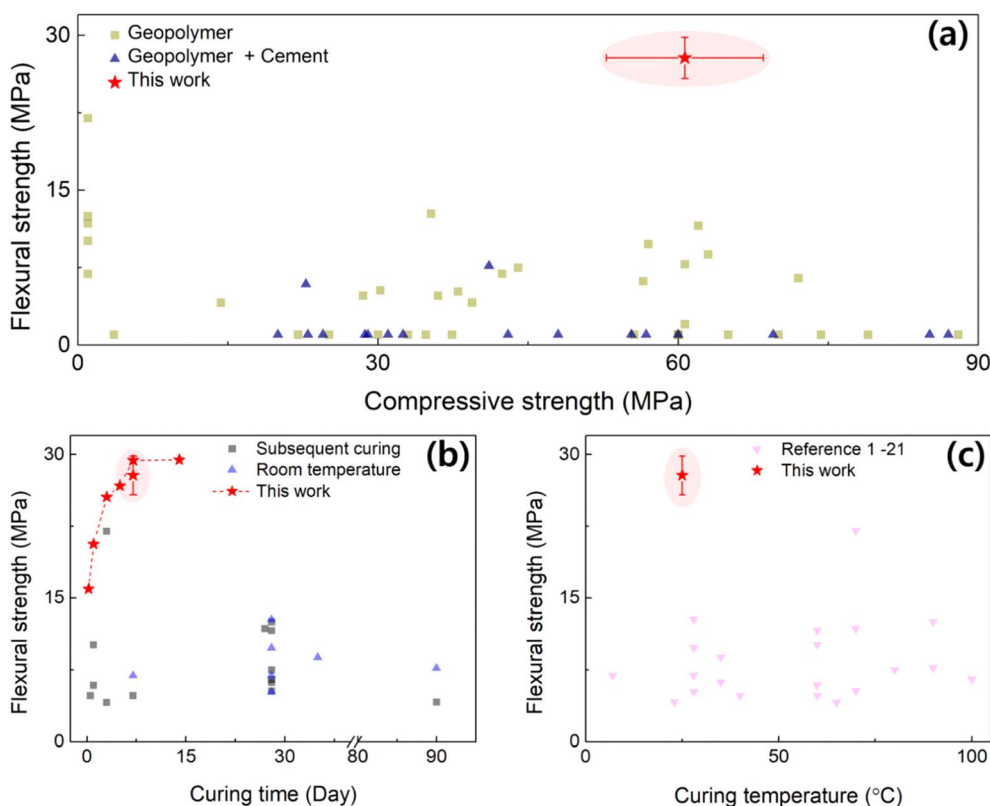 (a)
Geopolymer
Geopolymer + Cement
This work
Flexural strength (MPa)
30
15
0
0
30
60
90
Compressive strength (MPa)
(b)
Subsequent curing
Room temperature
This work
Flexural strength (MPa)
30
15
0
0
15
30
80
90
Curing time (Day)
(c)
Reference 1 -21
This work
Flexural strength (MPa)
30
15
0
0
50
100
Curing temperature (°C)